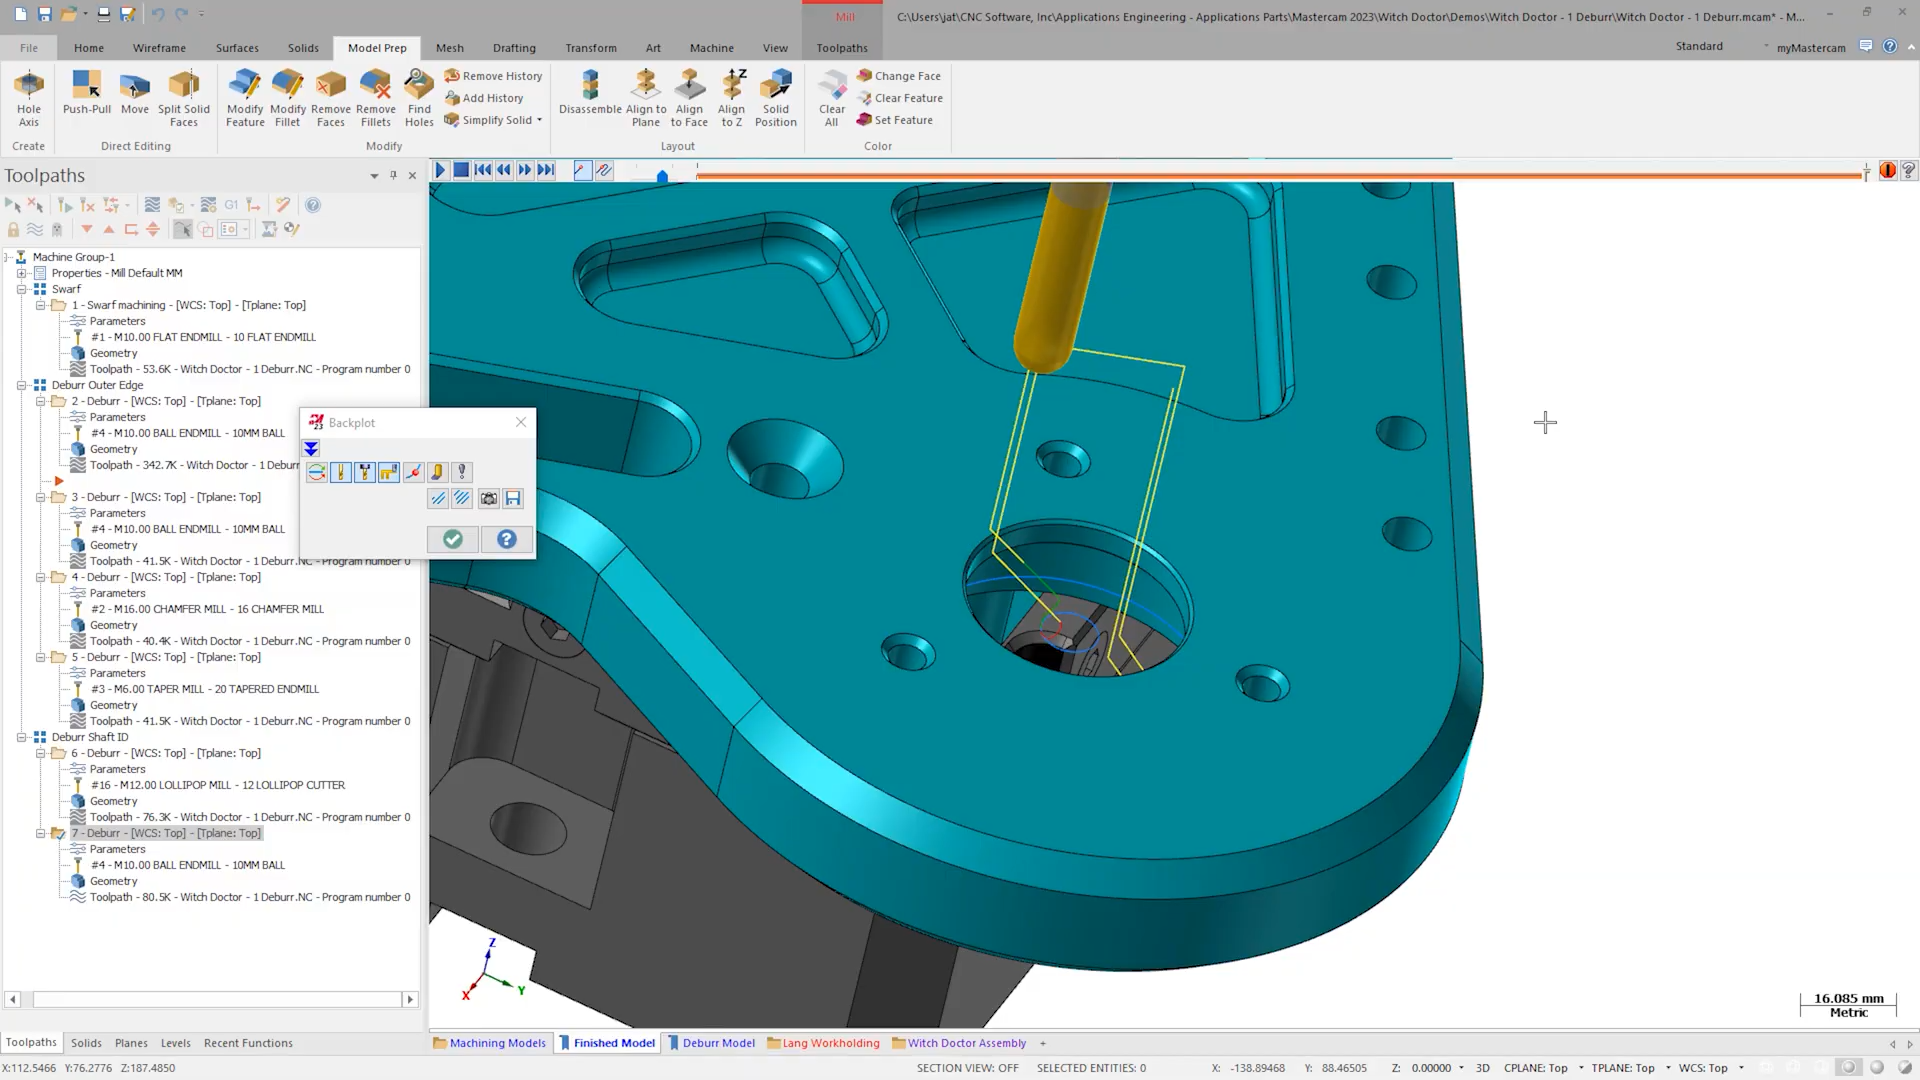 Mill
C:\Users\jat\CNC Software, Inc\Applications Engineering - Applications Parts\Mastercam 2023\Witch Doctor\Demos\Witch Doctor - 1 Deburr\Witch Doctor - 1 Deburr.mcam* - M...
File Home Wireframe Surfaces Solids Model Prep Mesh Drafting Transform Art Machine View Toolpaths
Standard myMastercam
Hole Axis
Push-Pull
Move
Split Solid Faces
Modify Feature
Modify Fillet
Remove Faces
Remove Fillets
Find Holes
Remove History
Add History
Simplify Solid
Disassemble
Align to Plane
Align to Face
Align to Z
Solid Position
Clear All
Change Face
Clear Feature
Set Feature
Create Direct Editing Modify Layout Color
Toolpaths
G1
Machine Group-1
Properties - Mill Default MM
Swarf
1 - Swarf machining - [WCS: Top] - [Tplane: Top]
Parameters
#1 - M10.00 FLAT ENDMILL - 10 FLAT ENDMILL
Geometry
Toolpath - 53.6K - Witch Doctor - 1 Deburr.NC - Program number 0
Deburr Outer Edge
2 - Deburr - [WCS: Top] - [Tplane: Top]
Parameters
#4 - M10.00 BALL ENDMILL - 10MM BALL
Geometry
Toolpath - 342.7K - Witch Doctor - 1 Debur
3 - Deburr - [WCS: Top] - [Tplane: Top]
Parameters
#4 - M10.00 BALL ENDMILL - 10MM BALL
Geometry
Toolpath - 41.5K - Witch Doctor - 1 Deburr.NC - Program number 0
4 - Deburr - [WCS: Top] - [Tplane: Top]
Parameters
#2 - M16.00 CHAMFER MILL - 16 CHAMFER MILL
Geometry
Toolpath - 40.4K - Witch Doctor - 1 Deburr.NC - Program number 0
5 - Deburr - [WCS: Top] - [Tplane: Top]
Parameters
#3 - M6.00 TAPER MILL - 20 TAPERED ENDMILL
Geometry
Toolpath - 41.5K - Witch Doctor - 1 Deburr.NC - Program number 0
Deburr Shaft ID
6 - Deburr - [WCS: Top] - [Tplane: Top]
Parameters
#16 - M12.00 LOLLIPOP MILL - 12 LOLLIPOP CUTTER
Geometry
Toolpath - 76.3K - Witch Doctor - 1 Deburr.NC - Program number 0
7 - Deburr - [WCS: Top] - [Tplane: Top]
Parameters
#4 - M10.00 BALL ENDMILL - 10MM BALL
Geometry
Toolpath - 80.5K - Witch Doctor - 1 Deburr.NC - Program number 0
Backplot
Z
X
Y
16.085 mm
Metric
Toolpaths Solids Planes Levels Recent Functions
Machining Models Finished Model Deburr Model Lang Workholding Witch Doctor Assembly +
X:112.5466 Y:76.2776 Z:187.4850 SECTION VIEW: OFF SELECTED ENTITIES: 0 X: -138.89468 Y: 88.46505 Z: 0.00000 3D CPLANE: Top TPLANE: Top WCS: Top